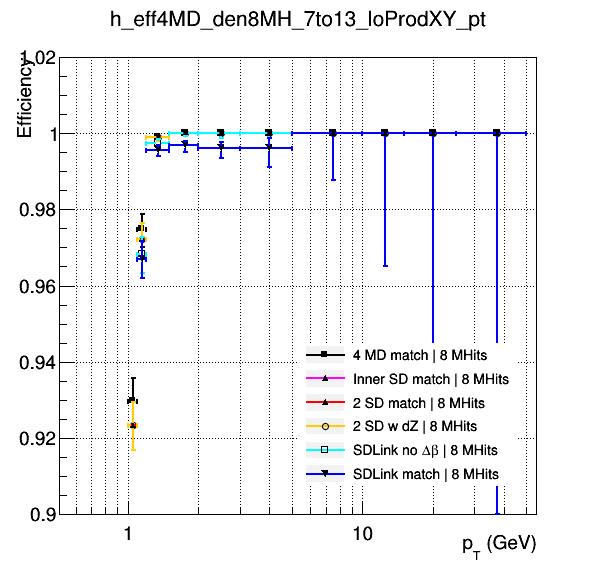 h_eff4MD_den8MH_7to13_loProdXY_pt
Efficiency
1.02
1
0.98
0.96
0.94
0.92
0.9
4 MD match | 8 MHits
Inner SD match | 8 MHits
2 SD match | 8 MHits
2 SD w dZ | 8 MHits
SDLink no Δβ | 8 MHits
SDLink match | 8 MHits
1 10
p_T (GeV)